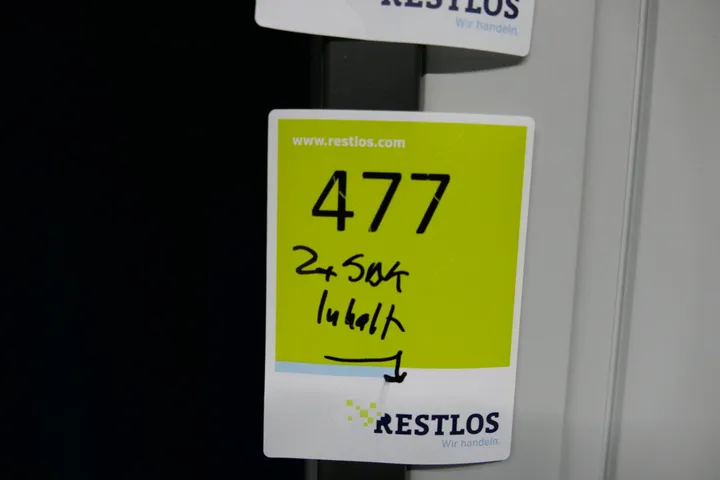 RESTLOS
Wir handeln.
www.restlos.com
477
2x SBK
Inhalt
RESTLOS
Wir handeln.